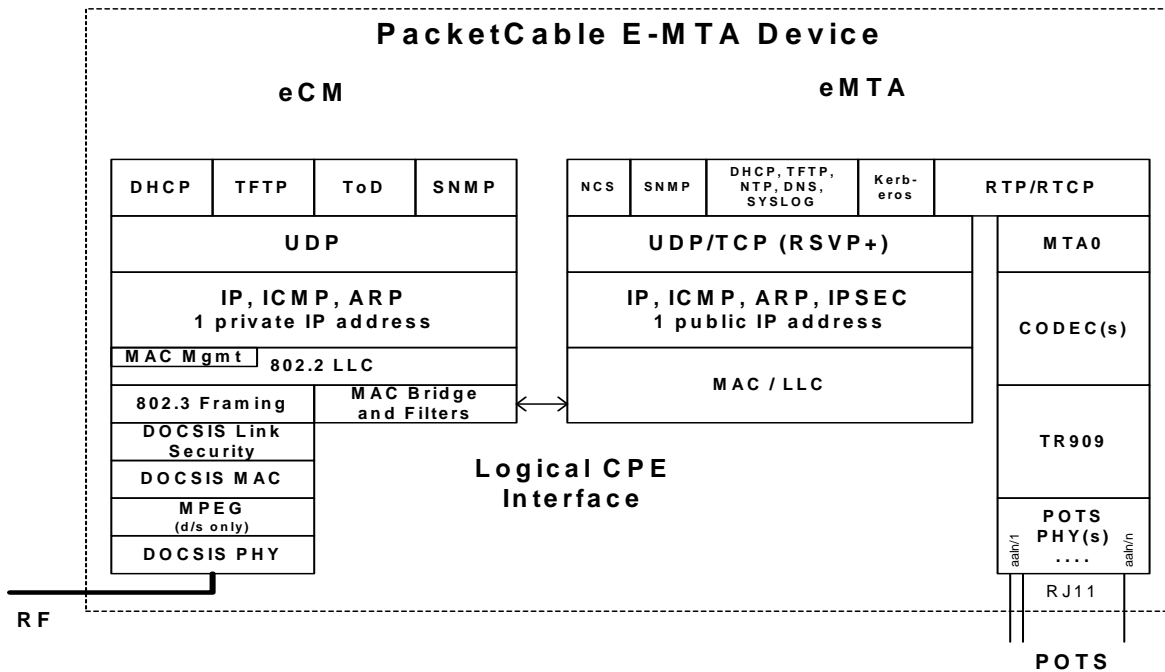 PacketCable E-MTA Device
eCM
eMTA
DHCP
TFTP
ToD
SNMP
UDP
IP, ICMP, ARP
1 private IP address
MAC Mgmt
802.2 LLC
802.3 Framing
MAC Bridge
and Filters
DOCSIS Link
Security
DOCSIS MAC
MPEG
(d/s only)
DOCSIS PHY
RF
NCS
SNMP
DHCP, TFTP,
NTP, DNS,
SYSLOG
Kerb-
eros
RTP/RTCP
UDP/TCP (RSVP+)
IP, ICMP, ARP, IPSEC
1 public IP address
MAC / LLC
Logical CPE
Interface
MTA0
CODEC(s)
TR909
POTS
PHY(s)
....
aaln/1
aaln/n
RJ11
POTS